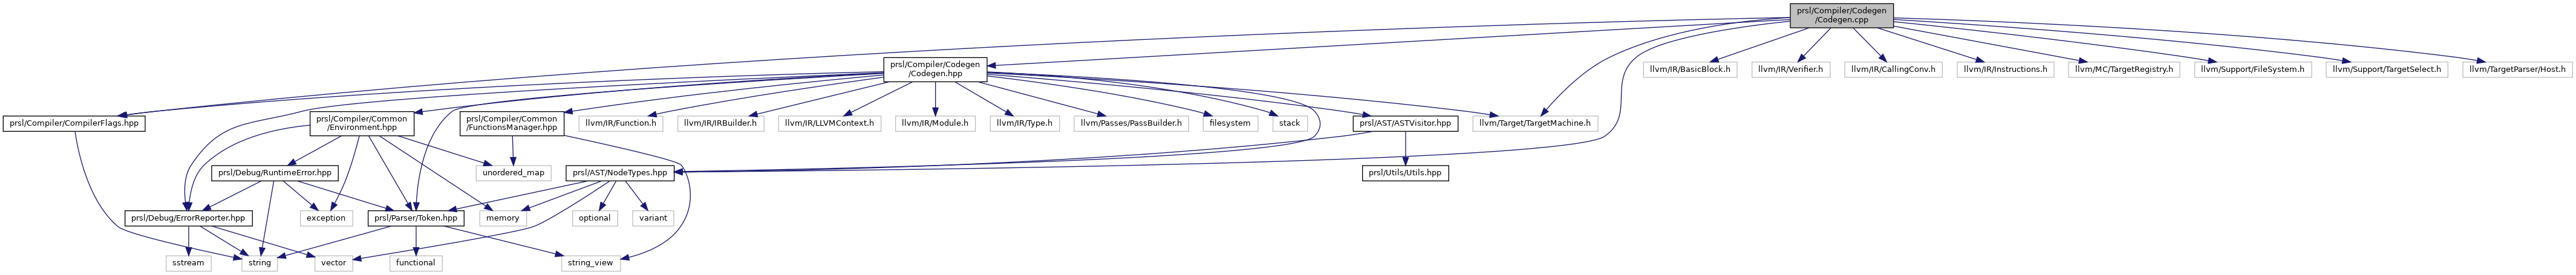 prsl/Compiler/Codegen
/Codegen.cpp
prsl/Compiler/Codegen
/Codegen.hpp
llvm/IR/BasicBlock.h
llvm/IR/Verifier.h
llvm/IR/CallingConv.h
llvm/IR/Instructions.h
llvm/MC/TargetRegistry.h
llvm/Support/FileSystem.h
llvm/Support/TargetSelect.h
llvm/TargetParser/Host.h
prsl/Compiler/CompilerFlags.hpp
prsl/Compiler/Common
/Environment.hpp
prsl/Compiler/Common
/FunctionsManager.hpp
llvm/IR/Function.h
llvm/IR/IRBuilder.h
llvm/IR/LLVMContext.h
llvm/IR/Module.h
llvm/IR/Type.h
llvm/Passes/PassBuilder.h
filesystem
stack
prsl/AST/ASTVisitor.hpp
llvm/Target/TargetMachine.h
prsl/Debug/RuntimeError.hpp
unordered_map
prsl/AST/NodeTypes.hpp
prsl/Utils/Utils.hpp
prsl/Debug/ErrorReporter.hpp
exception
prsl/Parser/Token.hpp
memory
optional
variant
sstream
string
vector
functional
string_view